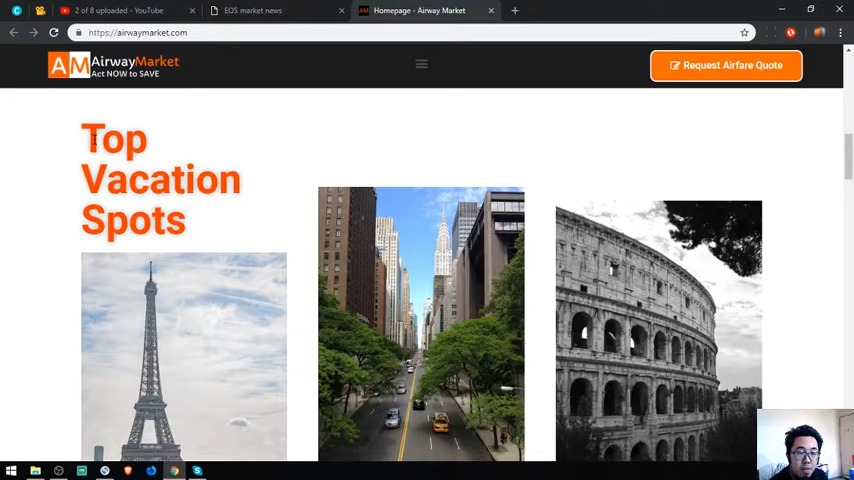 2 of 8 uploaded - YouTube
EOS market news
Homepage - Airway Market
https://airwaymarket.com
AM AirwayMarket
Act NOW to SAVE
Request Airfare Quote
Top
Vacation
Spots